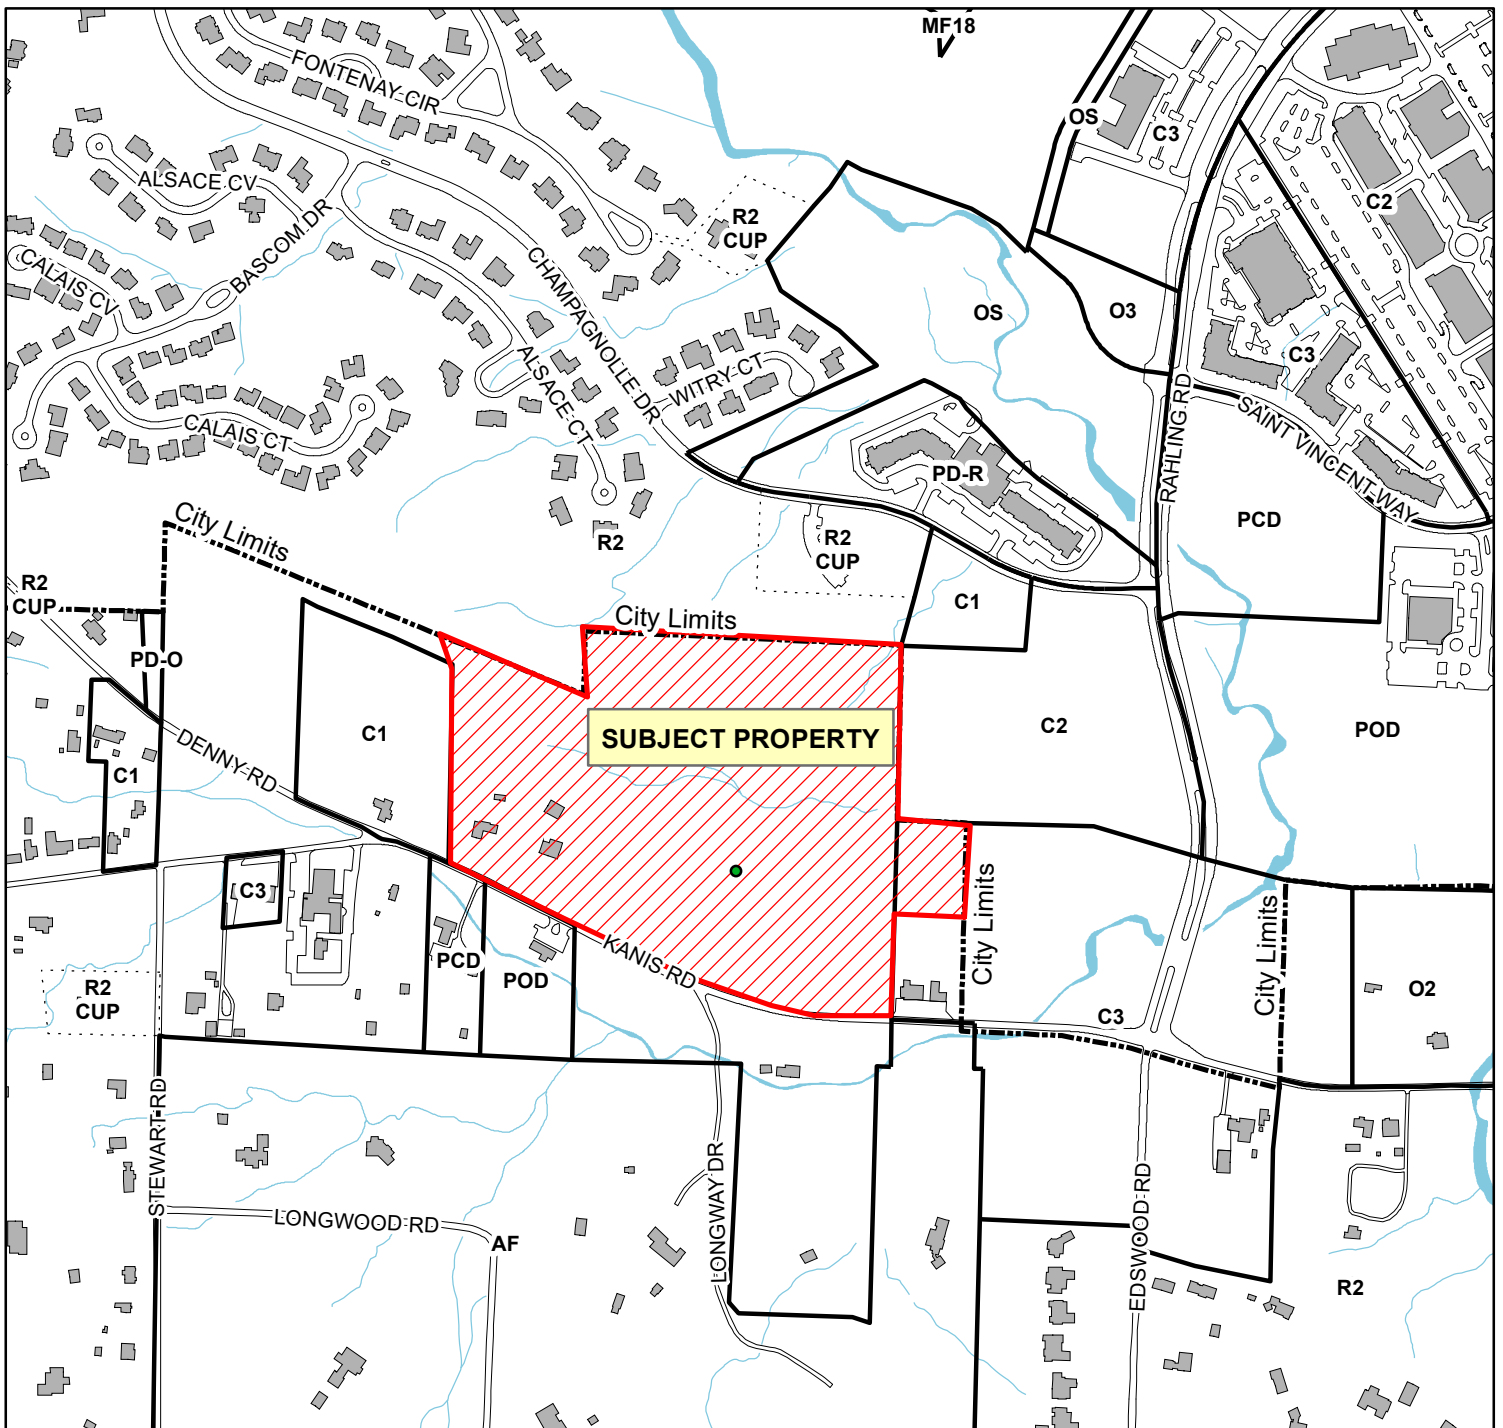 MF18
FONTENAY CIR
OS
C3
ALSACE CV
C2
R2
CUP
BASCOM DR
CALAIS CV
CHAMPAGNOLLE DR
OS
O3
ALSACE CT
WITRY CT
C3
RAHLING RD
SAINT VINCENT WAY
CALAIS CT
PD-R
City Limits
PCD
R2
R2
CUP
R2
CUP
C1
City Limits
PD-O
C1
C2
POD
SUBJECT PROPERTY
DENNY RD
C1
C3
City Limits
City Limits
KANIS RD
PCD
POD
R2
CUP
C3
O2
STEWART RD
LONGWAY DR
EDSWOOD RD
LONGWOOD RD
AF
R2